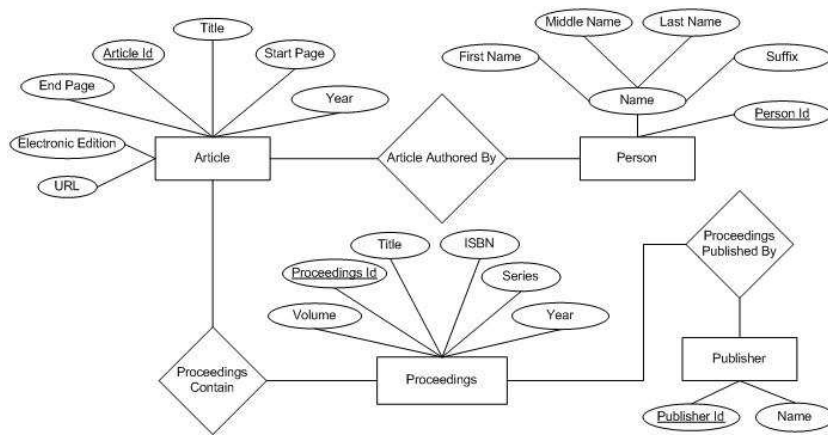 Title
Article Id
Start Page
End Page
Year
Electronic Edition
URL
Article
Article Authored By
Middle Name
Last Name
First Name
Suffix
Name
Person Id
Person
Proceedings
Published By
Title
ISBN
Proceedings Id
Series
Volume
Year
Proceedings
Contain
Proceedings
Publisher
Publisher Id
Name